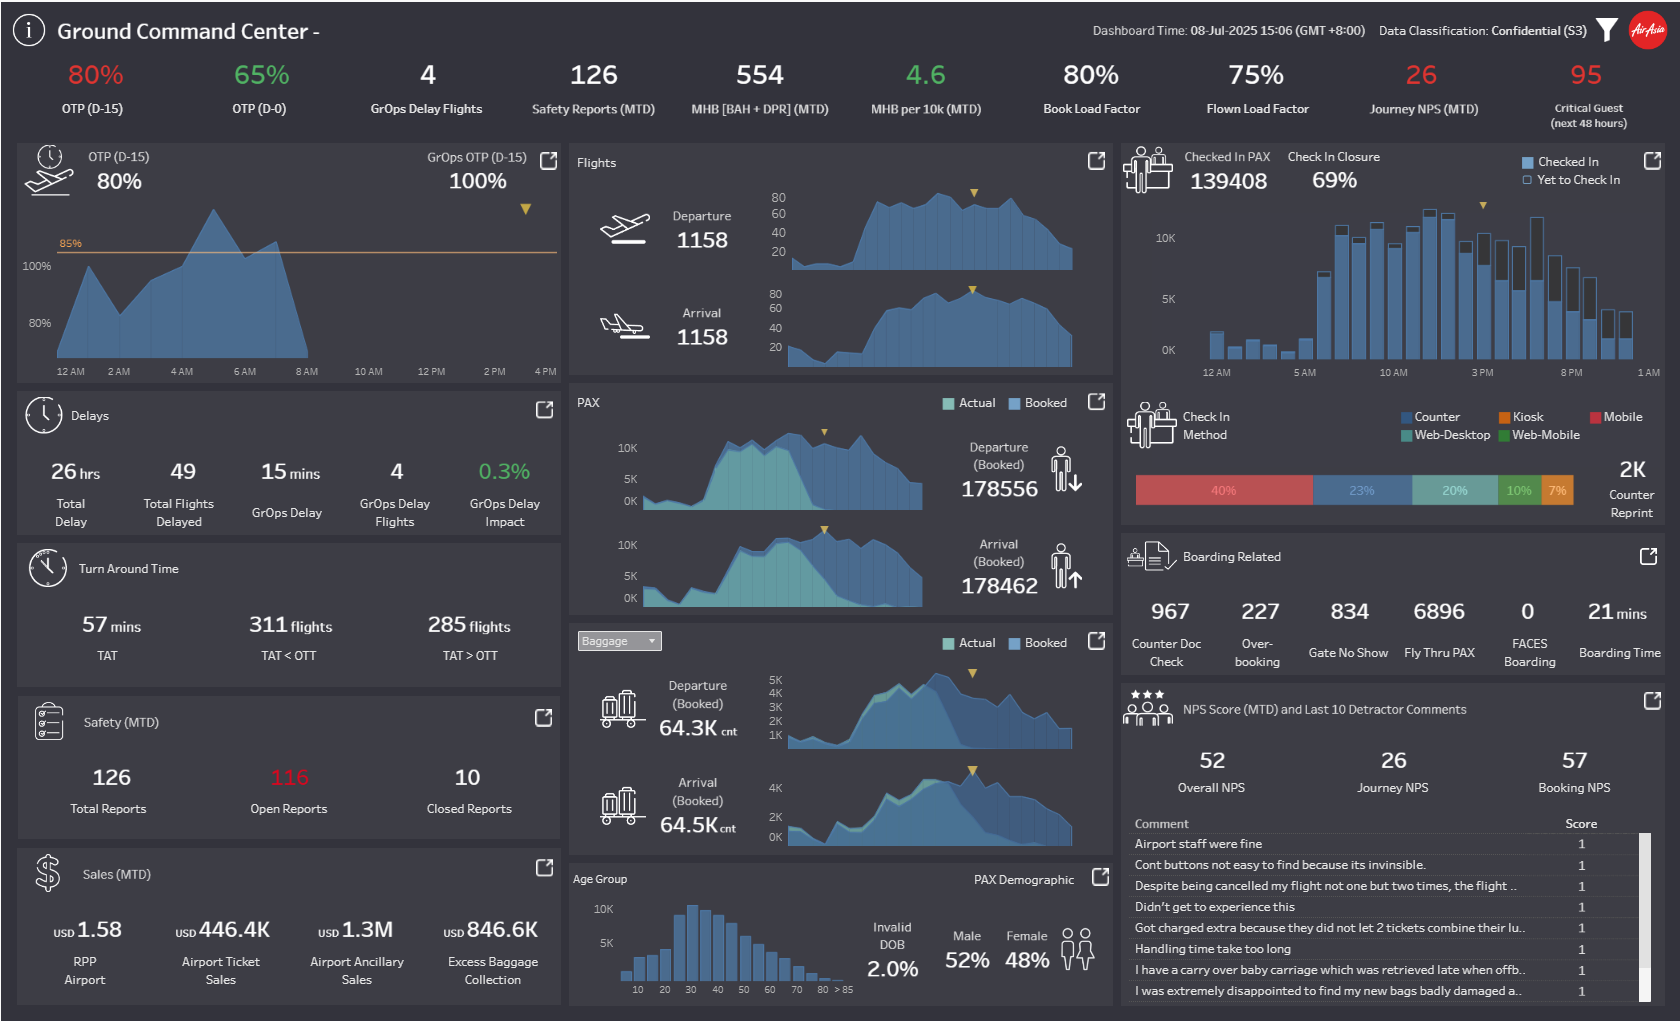 i
Ground Command Center -
Dashboard Time: 08-Jul-2025 15:06 (GMT +8:00)
Data Classification: Confidential (S3)
AirAsia
80%
OTP (D-15)
65%
OTP (D-0)
4
GrOps Delay Flights
126
Safety Reports (MTD)
554
MHB [BAH + DPR] (MTD)
4.6
MHB per 10k (MTD)
80%
Book Load Factor
75%
Flown Load Factor
26
Journey NPS (MTD)
95
Critical Guest
(next 48 hours)
OTP (D-15)
80%
GrOps OTP (D-15)
100%
85%
100%
80%
12 AM 2 AM 4 AM 6 AM 8 AM 10 AM 12 PM 2 PM 4 PM
Delays
26 hrs
Total
Delay
49
Total Flights
Delayed
15 mins
GrOps Delay
4
GrOps Delay
Flights
0.3%
GrOps Delay
Impact
Turn Around Time
57 mins
TAT
311 flights
TAT < OTT
285 flights
TAT > OTT
Safety (MTD)
126
Total Reports
116
Open Reports
10
Closed Reports
Sales (MTD)
USD 1.58
RPP
Airport
USD 446.4K
Airport Ticket
Sales
USD 1.3M
Airport Ancillary
Sales
USD 846.6K
Excess Baggage
Collection
Flights
Departure
1158
80
60
40
20
Arrival
1158
80
60
40
20
PAX
Actual
Booked
10K
5K
0K
Departure
(Booked)
178556
10K
5K
0K
Arrival
(Booked)
178462
Baggage
Actual
Booked
Departure
(Booked)
64.3K cnt
5K
4K
3K
2K
1K
Arrival
(Booked)
64.5K cnt
4K
2K
0K
Age Group
PAX Demographic
10K
5K
10 20 30 40 50 60 70 80 > 85
Invalid
DOB
2.0%
Male
52%
Female
48%
Checked In PAX
139408
Check In Closure
69%
Checked In
Yet to Check In
10K
5K
0K
12 AM 5 AM 10 AM 3 PM 8 PM 1 AM
Check In
Method
Counter
Kiosk
Mobile
Web-Desktop
Web-Mobile
40% 23% 20% 10% 7%
2K
Counter
Reprint
Boarding Related
967
Counter Doc
Check
227
Over-
booking
834
Gate No Show
6896
Fly Thru PAX
0
FACES
Boarding
21 mins
Boarding Time
NPS Score (MTD) and Last 10 Detractor Comments
52
Overall NPS
26
Journey NPS
57
Booking NPS
Comment Score
Airport staff were fine 1
Cont buttons not easy to find because its invinsible. 1
Despite being cancelled my flight not one but two times, the flight .. 1
Didn't get to experience this 1
Got charged extra because they did not let 2 tickets combine their lu.. 1
Handling time take too long 1
I have a carry over baby carriage which was retrieved late when offb.. 1
I was extremely disappointed to find my new bags badly damaged a.. 1